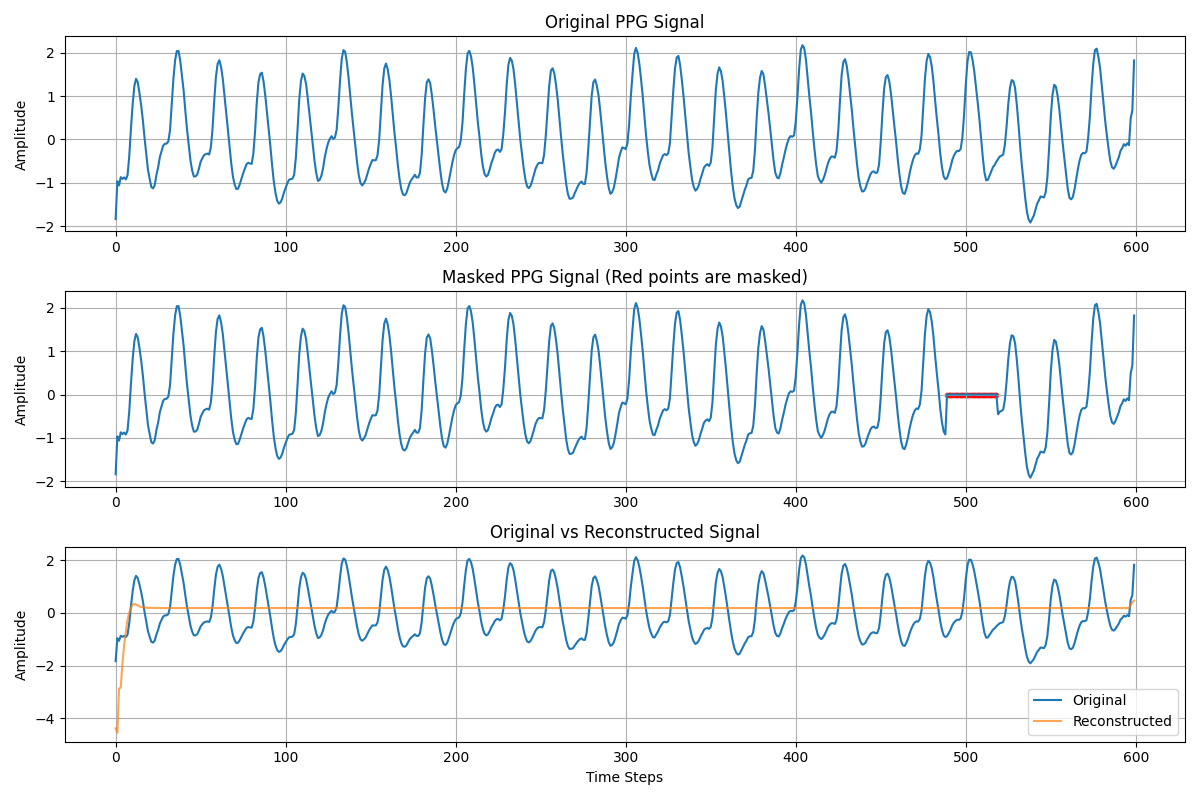 Original PPG Signal
2
1
0
−1
−2
Amplitude
0 100 200 300 400 500 600
Masked PPG Signal (Red points are masked)
2
1
0
−1
−2
Amplitude
0 100 200 300 400 500 600
Original vs Reconstructed Signal
2
0
−2
−4
Amplitude
Original
Reconstructed
0 100 200 300 400 500 600
Time Steps